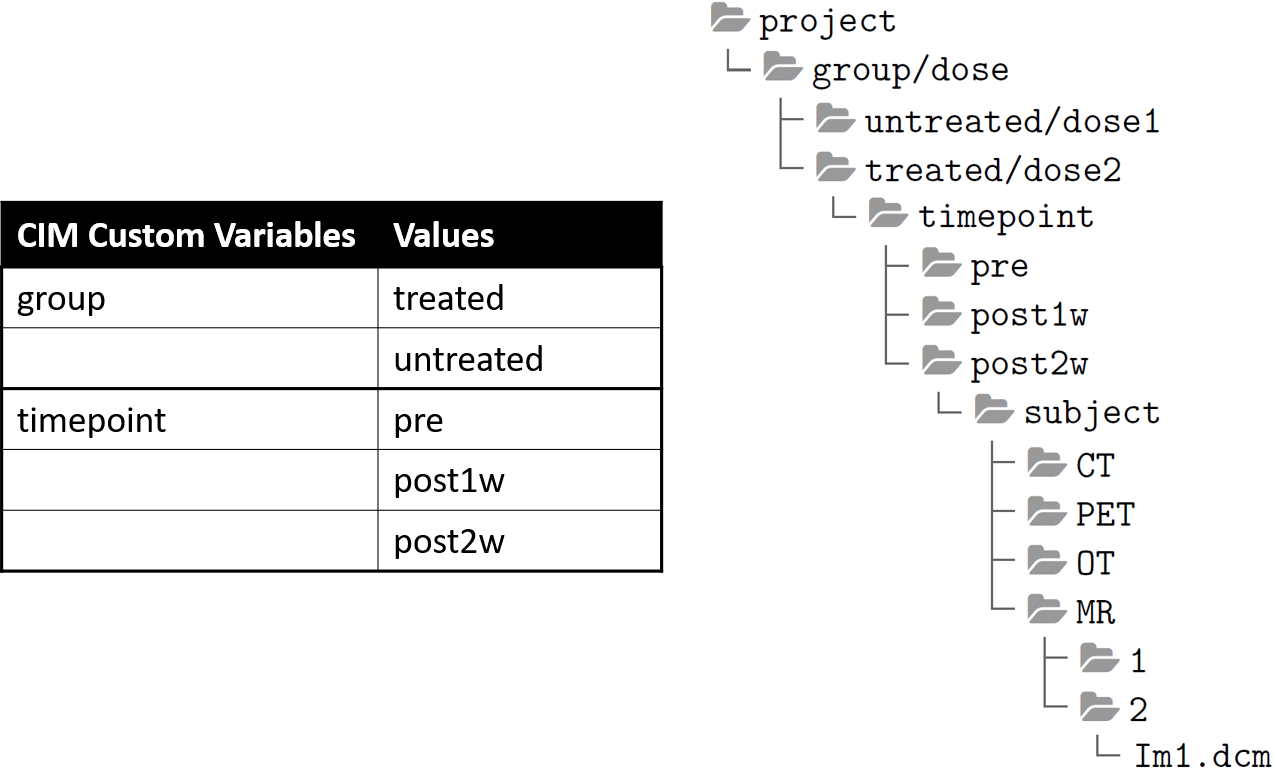 CIM Custom Variables Values
group treated
untreated
timepoint pre
post1w
post2w
project
group/dose
untreated/dose1
treated/dose2
timepoint
pre
post1w
post2w
subject
CT
PET
OT
MR
1
2
Im1.dcm